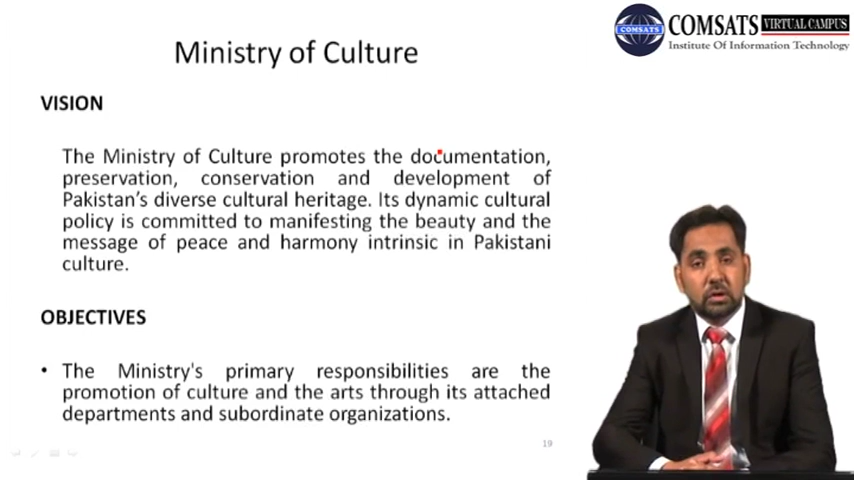 COMSATS
COMSATS VIRTUAL CAMPUS
Institute Of Information Technology
Ministry of Culture
VISION
The Ministry of Culture promotes the documentation,
preservation, conservation and development of
Pakistan's diverse cultural heritage. Its dynamic cultural
policy is committed to manifesting the beauty and the
message of peace and harmony intrinsic in Pakistani
culture.
OBJECTIVES
• The Ministry's primary responsibilities are the
promotion of culture and the arts through its attached
departments and subordinate organizations.
19